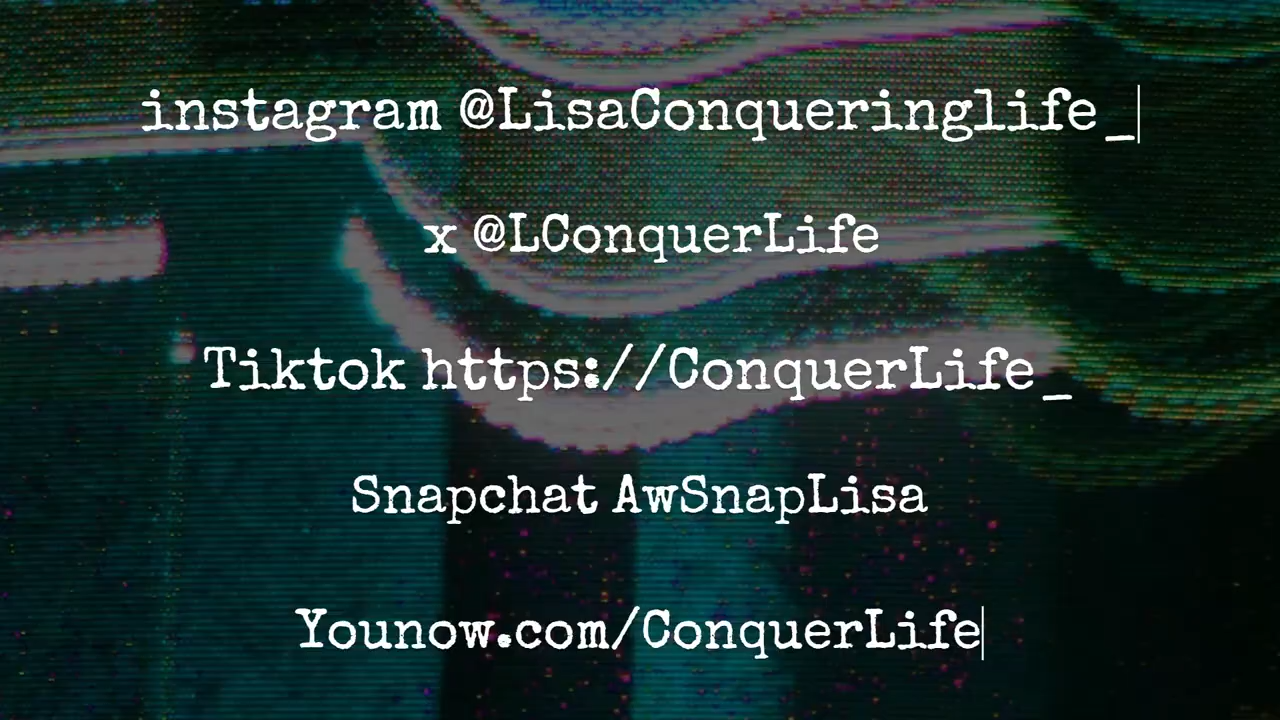 instagram @LisaConqueringlife_
x @LConquerLife
Tiktok https://ConquerLife_
Snapchat AwSnapLisa
Younow.com/ConquerLife